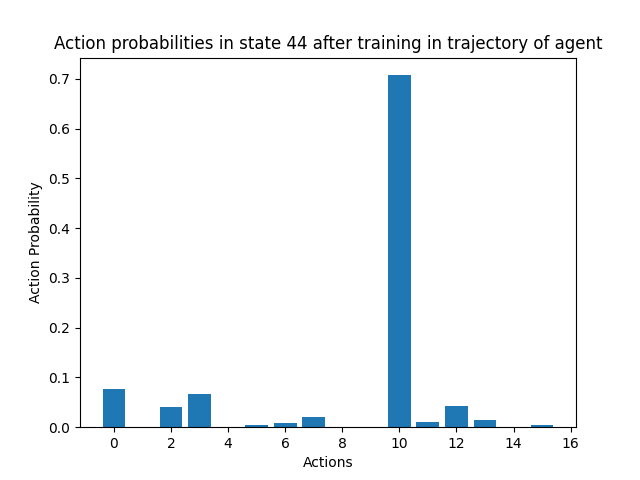 Action probabilities in state 44 after training in trajectory of agent
0.7
0.6
0.5
0.4
0.3
0.2
0.1
0.0
Action Probability
0 2 4 6 8 10 12 14 16
Actions